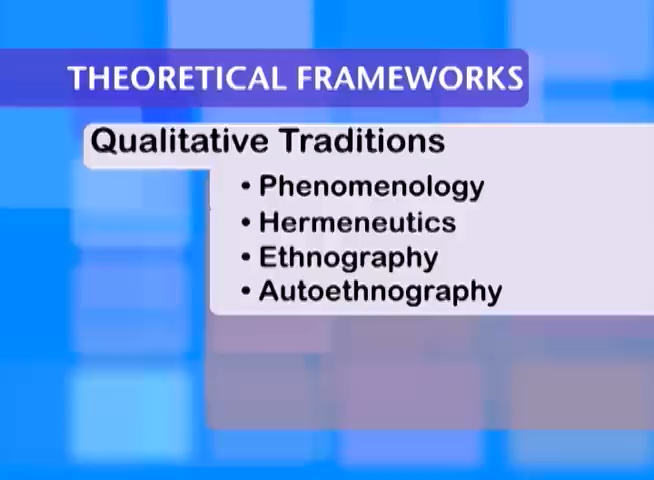 THEORETICAL FRAMEWORKS
Qualitative Traditions
• Phenomenology
• Hermeneutics
• Ethnography
• Autoethnography